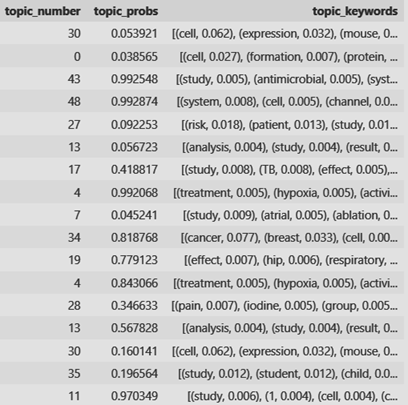 topic_number topic_probs topic_keywords
30 0.053921 [(cell, 0.062), (expression, 0.032), (mouse, 0...
0 0.038565 [(cell, 0.027), (formation, 0.007), (protein, ...
43 0.992548 [(study, 0.005), (antimicrobial, 0.005), (syst...
48 0.992874 [(system, 0.008), (cell, 0.005), (channel, 0.0...
27 0.092253 [(risk, 0.018), (patient, 0.013), (study, 0.01...
13 0.056723 [(analysis, 0.004), (study, 0.004), (result, 0...
17 0.418817 [(study, 0.008), (TB, 0.008), (effect, 0.005),...
4 0.992068 [(treatment, 0.005), (hypoxia, 0.005), (activi...
7 0.045241 [(study, 0.009), (atrial, 0.005), (ablation, 0...
34 0.818768 [(cancer, 0.077), (breast, 0.033), (cell, 0.00...
19 0.779123 [(effect, 0.007), (hip, 0.006), (respiratory, ...
4 0.843066 [(treatment, 0.005), (hypoxia, 0.005), (activi...
28 0.346633 [(pain, 0.007), (iodine, 0.005), (group, 0.005...
13 0.567828 [(analysis, 0.004), (study, 0.004), (result, 0...
30 0.160141 [(cell, 0.062), (expression, 0.032), (mouse, 0...
35 0.196564 [(study, 0.012), (student, 0.012), (child, 0.0...
11 0.970349 [(study, 0.006), (1, 0.004), (cell, 0.004), (c...